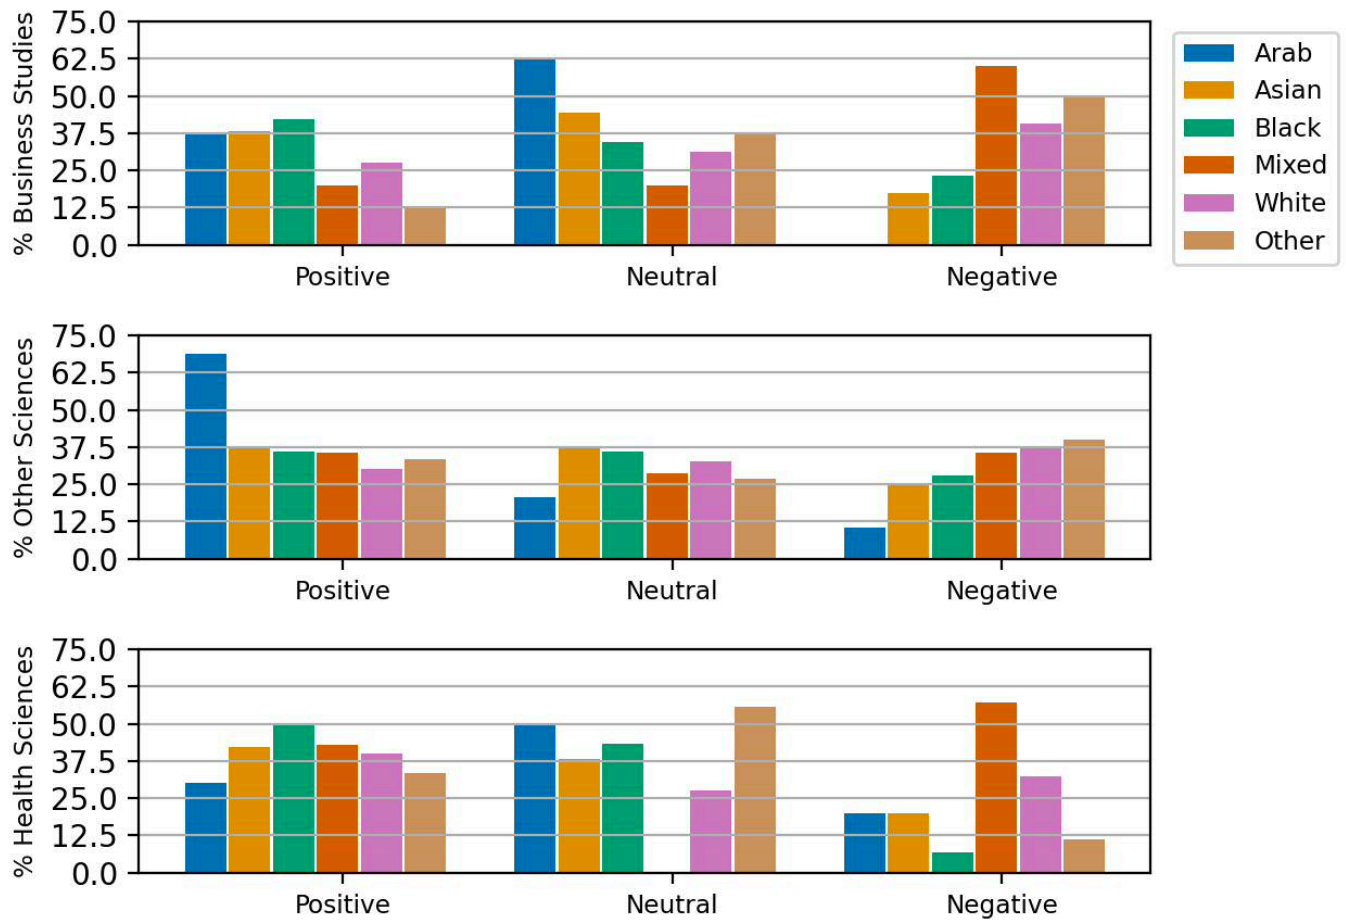 % Business Studies
75.0
62.5
50.0
37.5
25.0
12.5
0.0
Positive
Neutral
Negative
Arab
Asian
Black
Mixed
White
Other
% Other Sciences
75.0
62.5
50.0
37.5
25.0
12.5
0.0
Positive
Neutral
Negative
% Health Sciences
75.0
62.5
50.0
37.5
25.0
12.5
0.0
Positive
Neutral
Negative